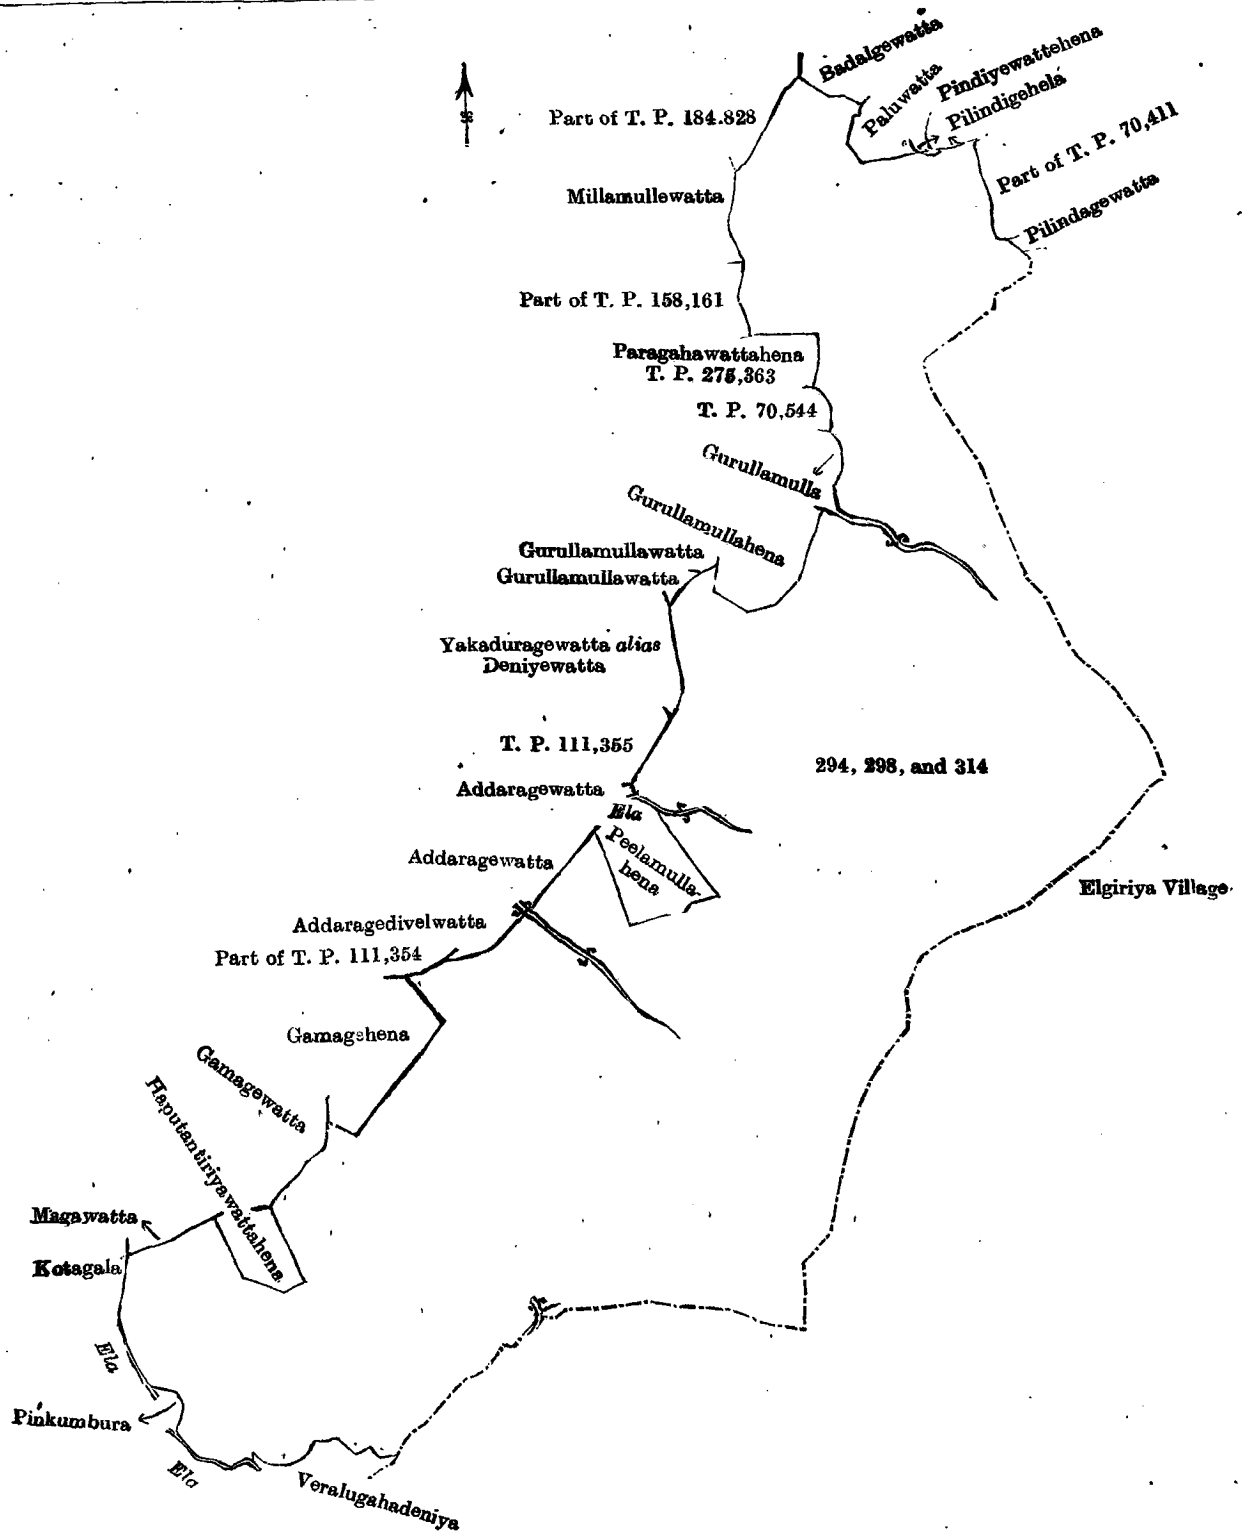 Badalgewatta
Paluwatta
Pindiyewattehena
Pilindigehela
Part of T. P. 184.828
Part of T. P. 70,411
Millamullewatta
Pilindagewatta
Part of T. P. 158,161
Paragahawattahena
T. P. 275,363
T. P. 70,544
Gurullamulla
Gurullamullahena
Gurullamullawatta
Gurullamullawatta
Yakaduragewatta alias
Deniyewatta
T. P. 111,355
294, 298, and 314
Addaragewatta
Ela
Peelamulla-
hena
Addaragewatta
Elgiriya Village
Addaragedivelwatta
Part of T. P. 111,354
Gamagehena
Gamagewatta
Haputantiriyawattahena
Magawatta
Kotagala
Ela
Pinkumbura
Ela
Veralugahadeniya